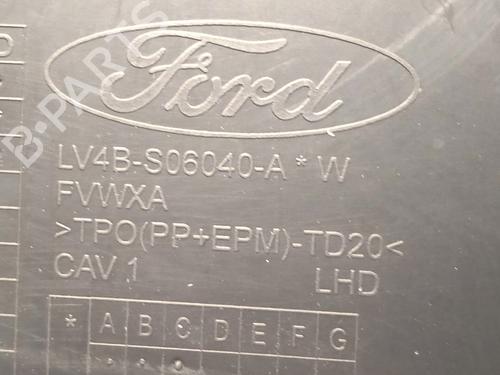 Ford
LV4B-S06040-A * W
FVWXA
>TPO(PP+EPM)-TD20<
CAV 1 LHD
* A B C D E F G
B-PARTS